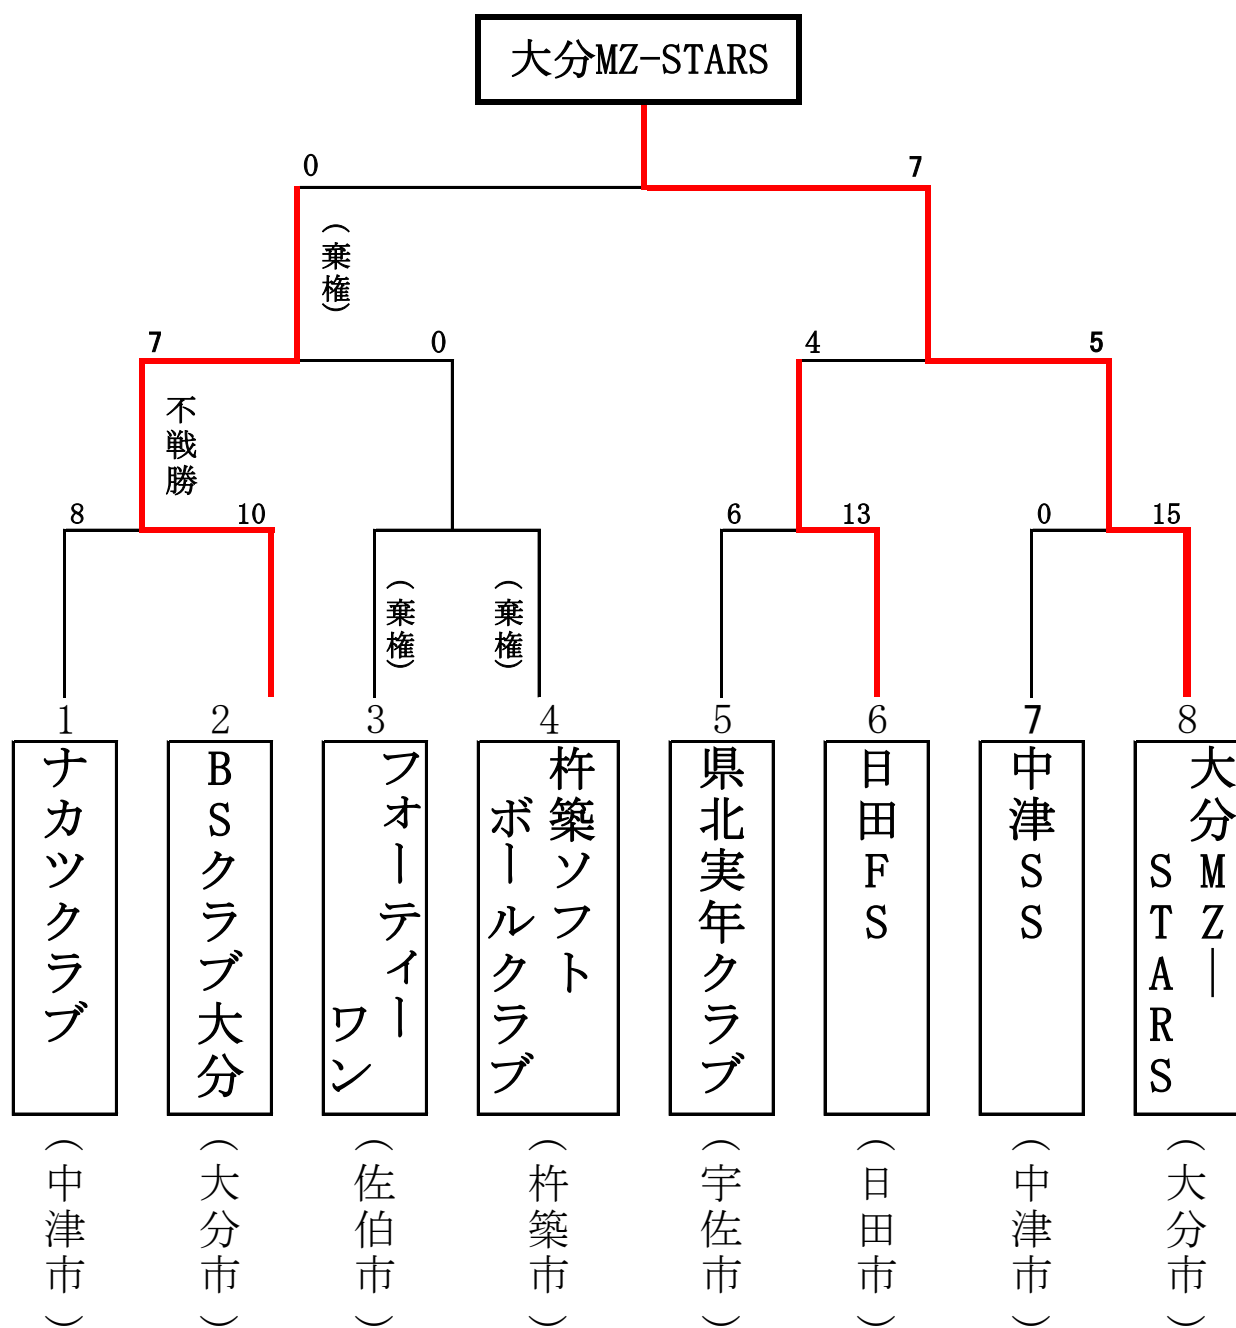 大分MZ-STARS
0
7
（棄権）
7
0
4
5
不戦勝
8
10
6
13
0
15
（棄権）
（棄権）
1
2
3
4
5
6
7
8
ナカツクラブ
BSクラブ大分
フォーティー
ワン
杵築ソフト
ボールクラブ
県北実年クラブ
日田FS
中津SS
大分MZ―
STARS
（中津市）
（大分市）
（佐伯市）
（杵築市）
（宇佐市）
（日田市）
（中津市）
（大分市）